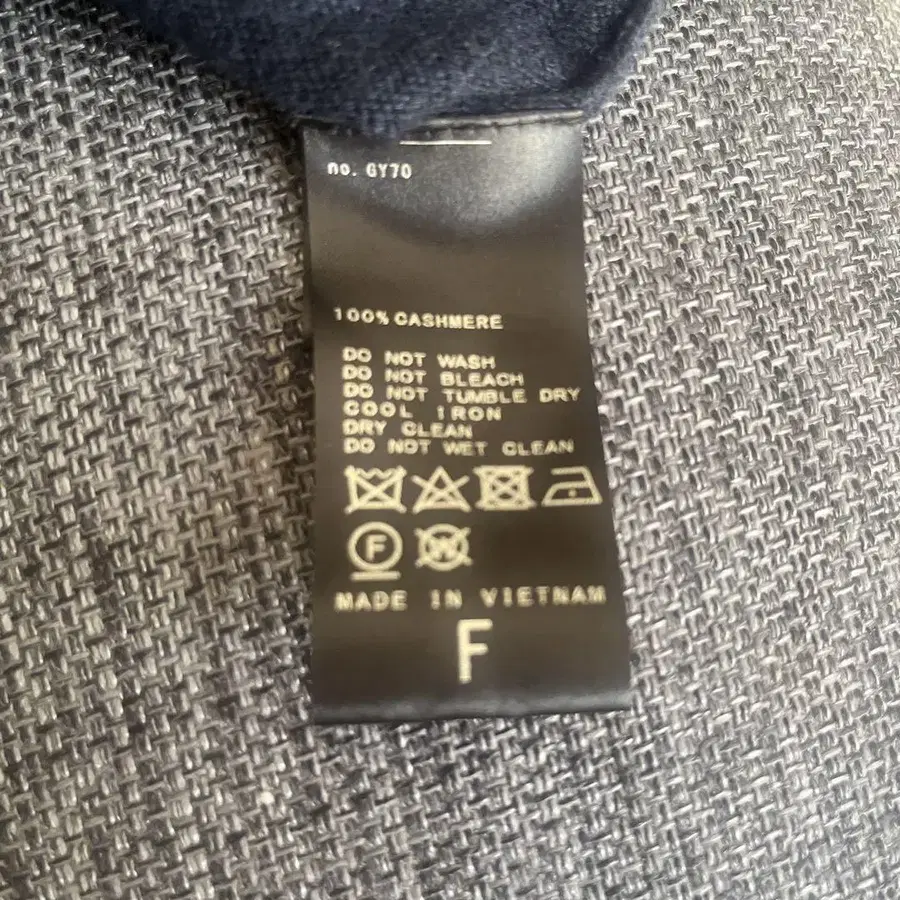 no. GY70
100% CASHMERE
DO NOT WASH
DO NOT BLEACH
DO NOT TUMBLE DRY
COOL IRON
DRY CLEAN
DO NOT WET CLEAN
F W
MADE IN VIETNAM
F